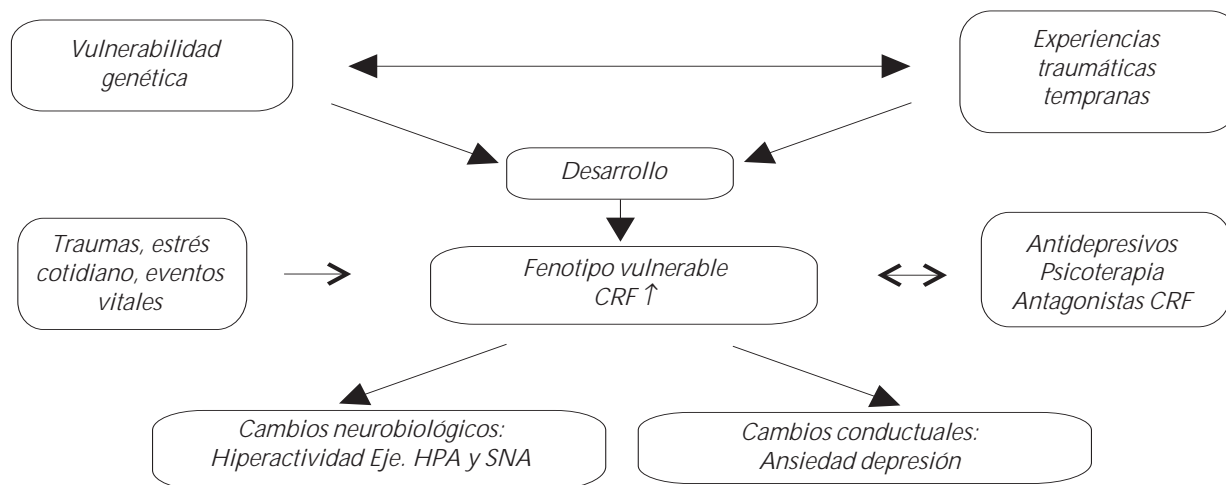 Vulnerabilidad
genética
Experiencias
traumáticas
tempranas
Desarrollo
Traumas, estrés
cotidiano, eventos
vitales
Fenotipo vulnerable
CRF ↑
Antidepresivos
Psicoterapia
Antagonistas CRF
Cambios neurobiológicos:
Hiperactividad Eje. HPA y SNA
Cambios conductuales:
Ansiedad depresión